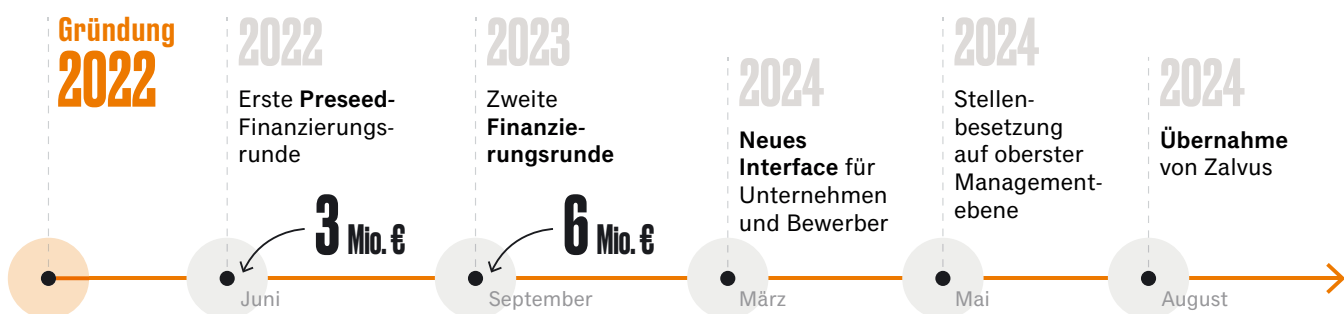 Gründung
2022
2022
Erste Preseed-
Finanzierungs-
runde
3 Mio. €
Juni
2023
Zweite
Finanzie-
rungsrunde
6 Mio. €
September
2024
Neues
Interface für
Unternehmen
und Bewerber
März
2024
Stellen-
besetzung
auf oberster
Management-
ebene
Mai
2024
Übernahme
von Zalvus
August